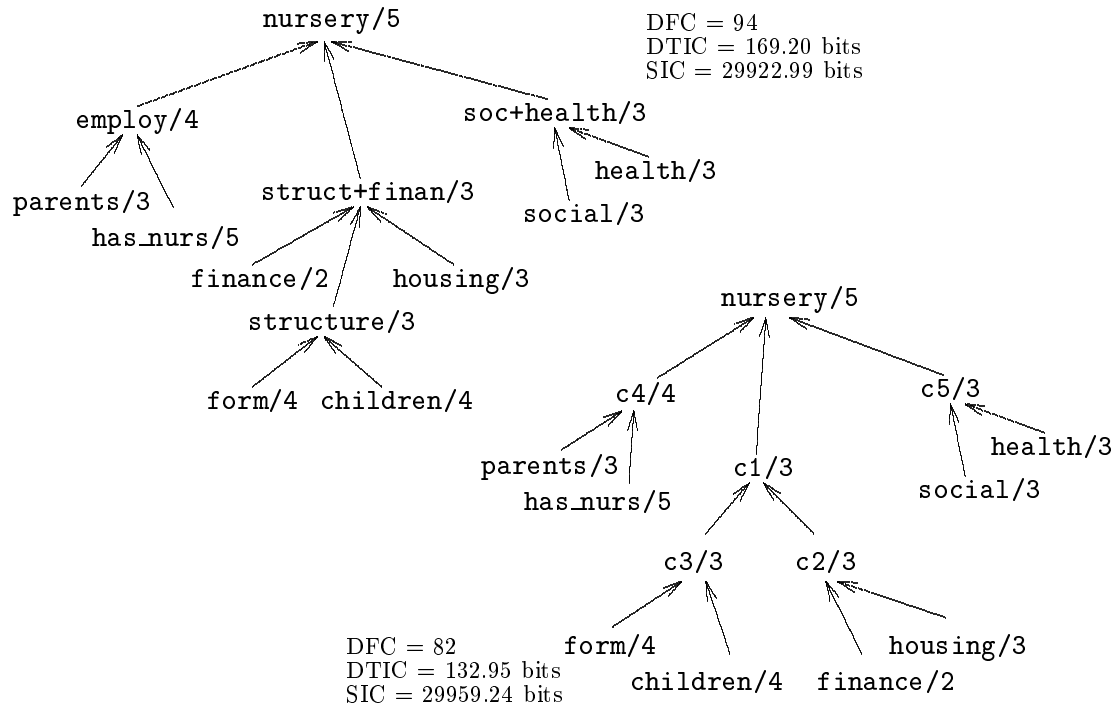 nursery/5
DFC = 94
DTIC = 169.20 bits
SIC = 29922.99 bits
employ/4
soc+health/3
parents/3
has_nurs/5
struct+finan/3
health/3
social/3
finance/2
housing/3
structure/3
form/4
children/4
nursery/5
c4/4
c5/3
parents/3
has_nurs/5
c1/3
health/3
social/3
c3/3
c2/3
form/4
children/4
finance/2
housing/3
DFC = 82
DTIC = 132.95 bits
SIC = 29959.24 bits